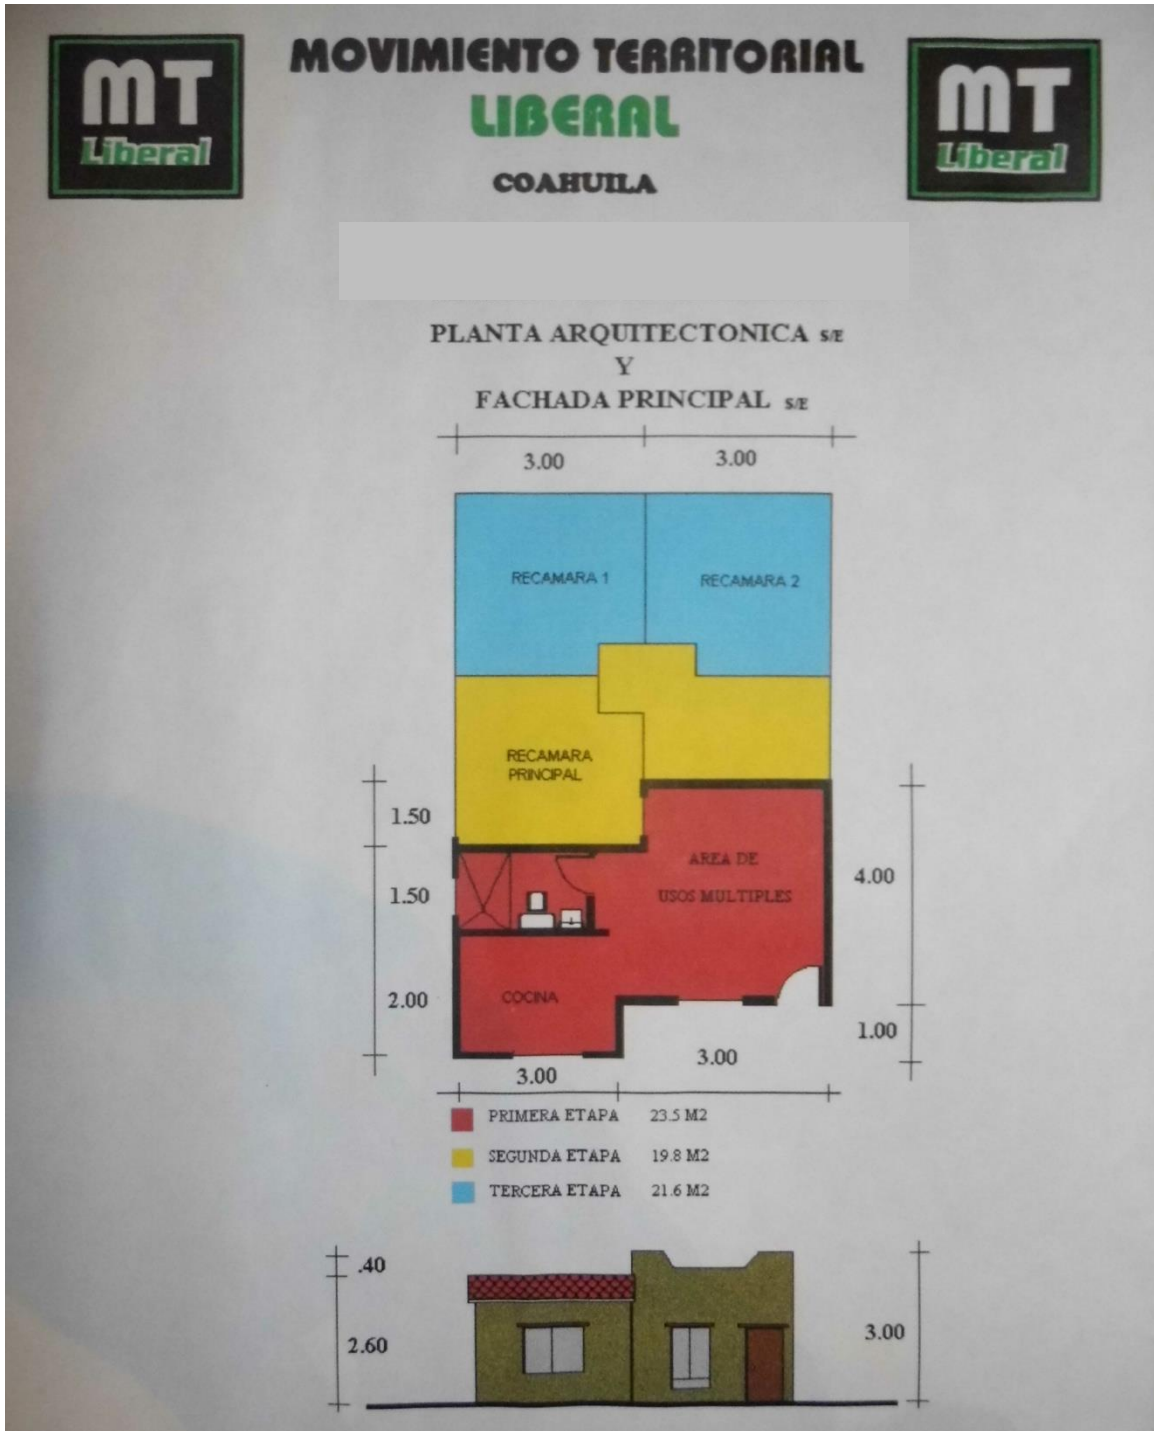 MT
Liberal
MOVIMIENTO TERRITORIAL
LIBERAL
COAHUILA
MT
Liberal
PLANTA ARQUITECTONICA S/E
Y
FACHADA PRINCIPAL S/E
3.00
3.00
RECAMARA 1
RECAMARA 2
RECAMARA
PRINCIPAL
1.50
1.50
2.00
AREA DE
USOS MULTIPLES
4.00
COCINA
1.00
3.00
3.00
PRIMERA ETAPA 23.5 M2
SEGUNDA ETAPA 19.8 M2
TERCERA ETAPA 21.6 M2
.40
2.60
3.00